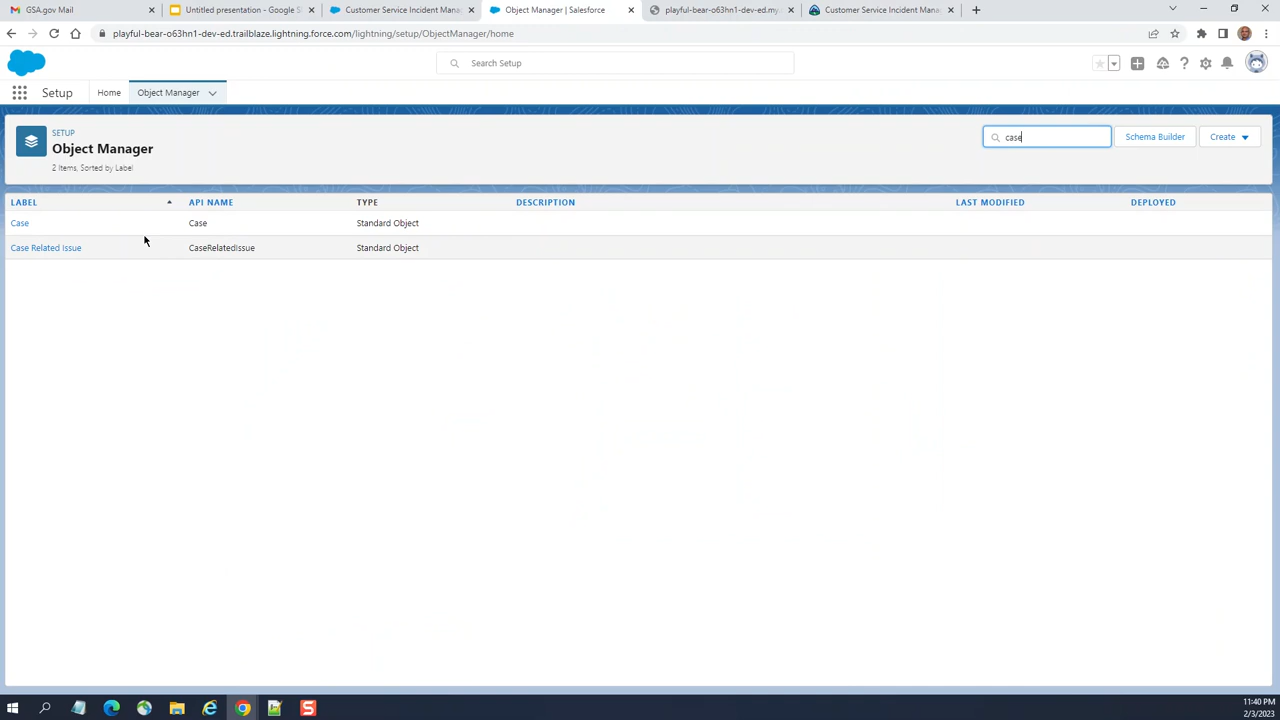 GSA.gov Mail
Untitled presentation - Google S
Customer Service Incident Mana
Object Manager | Salesforce
playful-bear-o63hn1-dev-ed.my
Customer Service Incident Manag
playful-bear-o63hn1-dev-ed.trailblaze.lightning.force.com/lightning/setup/ObjectManager/home
Search Setup
Setup
Home
Object Manager
SETUP
Object Manager
2 Items, Sorted by Label
case
Schema Builder
Create
LABEL API NAME TYPE DESCRIPTION LAST MODIFIED DEPLOYED
Case Case Standard Object
Case Related Issue CaseRelatedIssue Standard Object
11:40 PM
2/3/2023